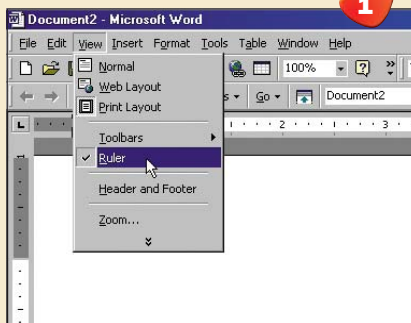 1
Document2 - Microsoft Word
File Edit View Insert Format Tools Table Window Help
Normal
100%
Web Layout
Go
Document2
Print Layout
2 3
Toolbars
Ruler
Header and Footer
Zoom...